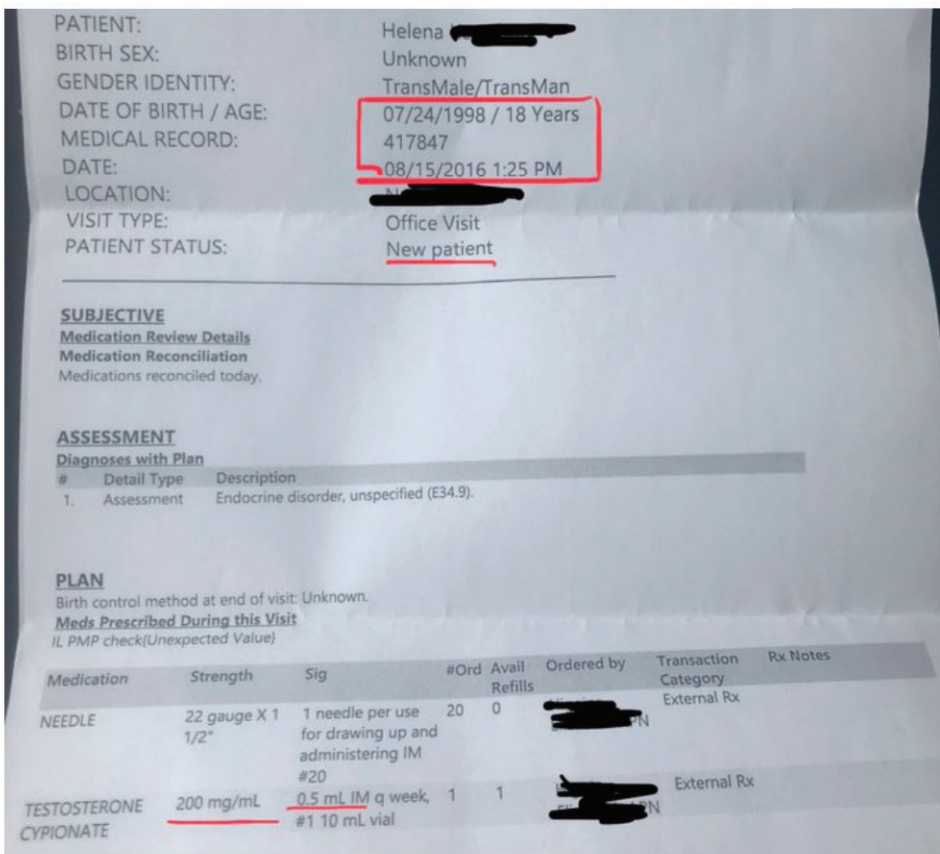 PATIENT: Helena
BIRTH SEX: Unknown
GENDER IDENTITY: TransMale/TransMan
DATE OF BIRTH / AGE: 07/24/1998 / 18 Years
MEDICAL RECORD: 417847
DATE: 08/15/2016 1:25 PM
LOCATION:
VISIT TYPE: Office Visit
PATIENT STATUS: New patient
SUBJECTIVE
Medication Review Details
Medication Reconciliation
Medications reconciled today.
ASSESSMENT
Diagnoses with Plan
# Detail Type Description
1. Assessment Endocrine disorder, unspecified (E34.9).
PLAN
Birth control method at end of visit: Unknown.
Meds Prescribed During this Visit
IL PMP check(Unexpected Value)
Medication Strength Sig #Ord Avail Ordered by Transaction Rx Notes
Refills Category
NEEDLE 22 gauge X 1 1 needle per use 20 0 External Rx
1/2" for drawing up and PN
administering IM
#20
TESTOSTERONE 200 mg/mL 0.5 mL IM q week, 1 1 External Rx
CYPIONATE #1 10 mL vial PN